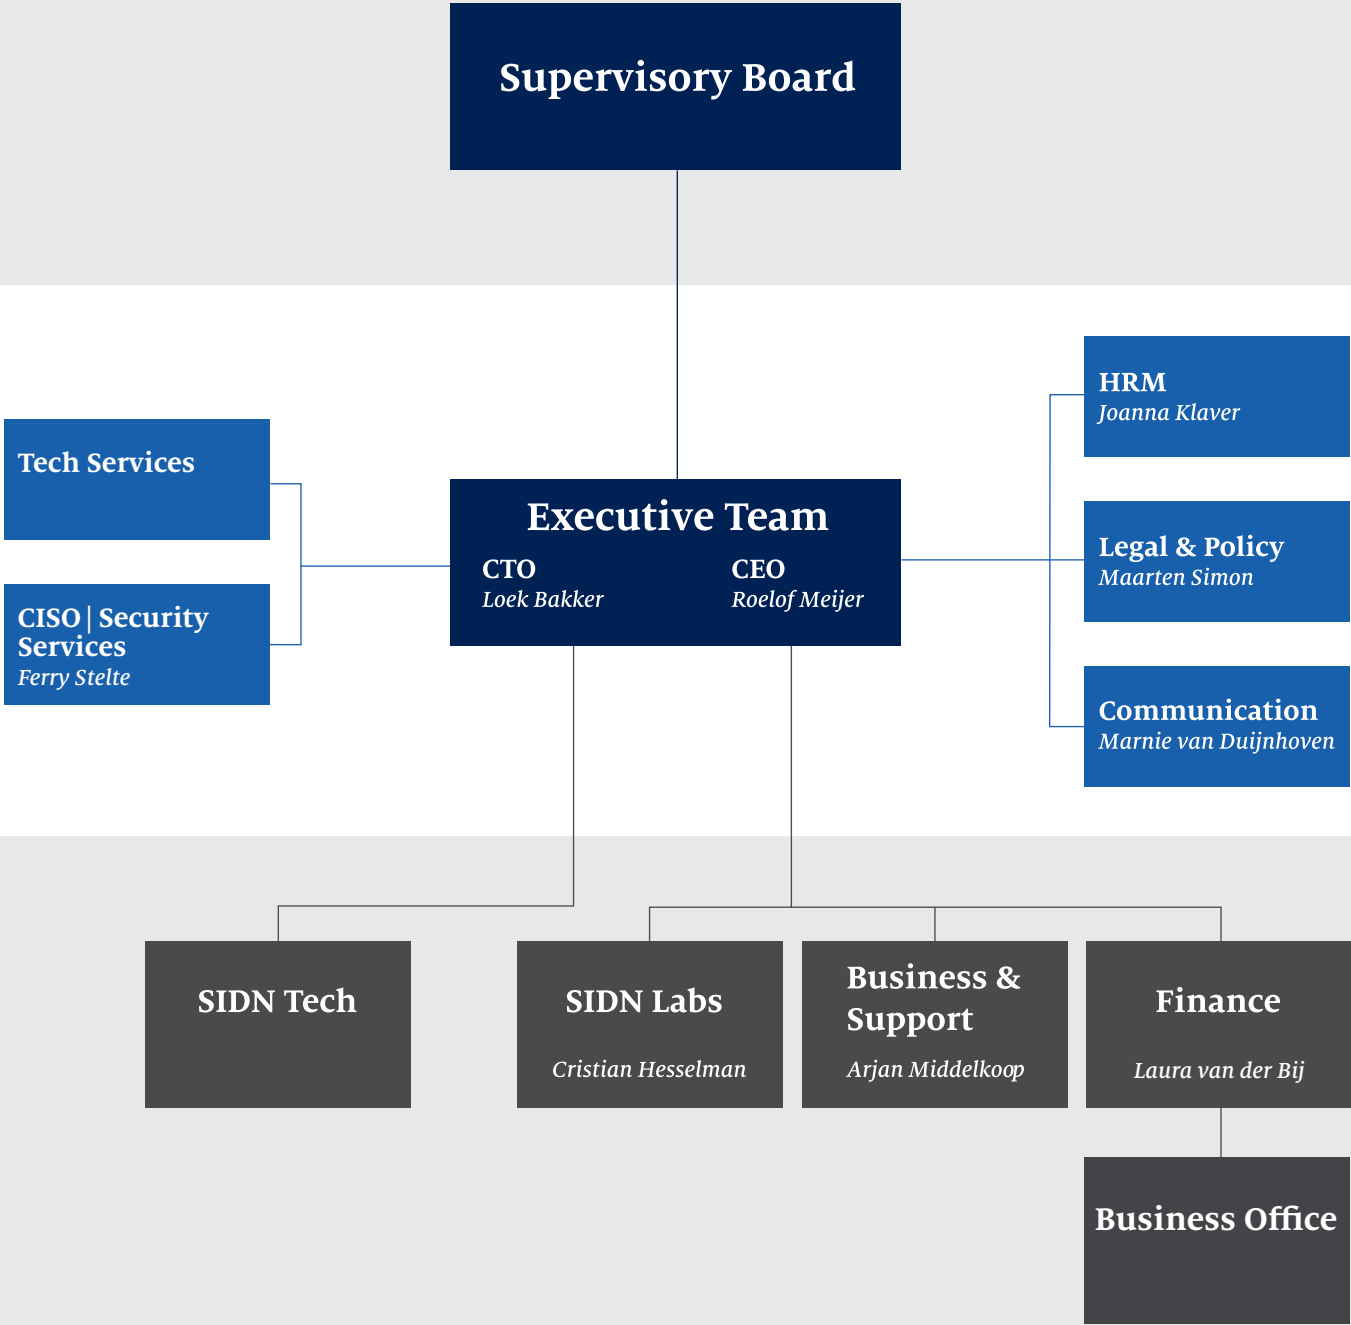 Supervisory Board
Tech Services
CISO | Security
Services
Ferry Stelte
Executive Team
CTO
Loek Bakker
CEO
Roelof Meijer
HRM
Joanna Klaver
Legal & Policy
Maarten Simon
Communication
Marnie van Duijnhoven
SIDN Tech
SIDN Labs
Cristian Hesselman
Business &
Support
Arjan Middelkoop
Finance
Laura van der Bij
Business Office